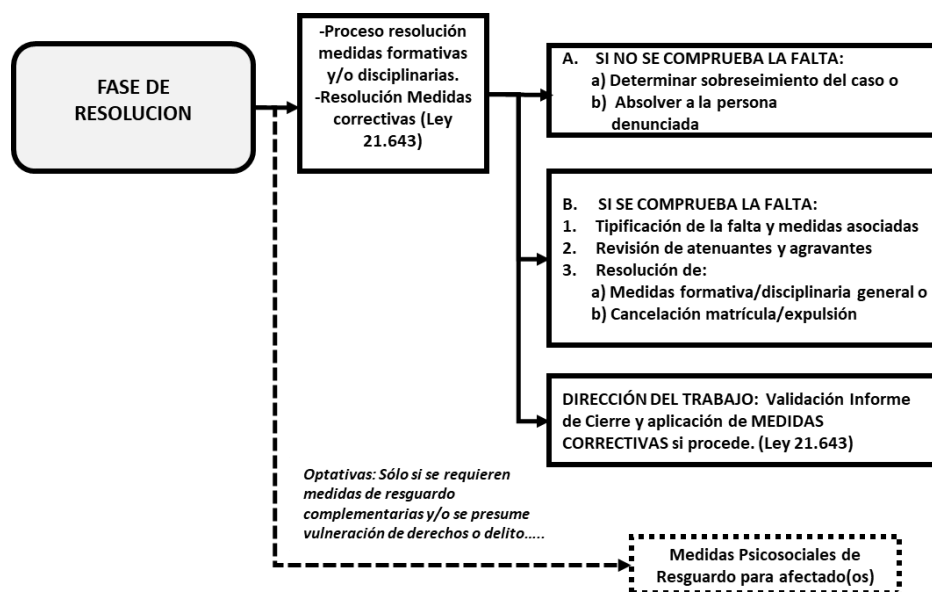 FASE DE
RESOLUCION
-Proceso resolución
medidas formativas
y/o disciplinarias.
-Resolución Medidas
correctivas (Ley
21.643)
A. SI NO SE COMPRUEBA LA FALTA:
a) Determinar sobreseimiento del caso o
b) Absolver a la persona
denunciada
B. SI SE COMPRUEBA LA FALTA:
1. Tipificación de la falta y medidas asociadas
2. Revisión de atenuantes y agravantes
3. Resolución de:
a) Medidas formativa/disciplinaria general o
b) Cancelación matrícula/expulsión
DIRECCIÓN DEL TRABAJO: Validación Informe
de Cierre y aplicación de MEDIDAS
CORRECTIVAS si procede. (Ley 21.643)
Optativas: Sólo si se requieren
medidas de resguardo
complementarias y/o se presume
vulneración de derechos o delito.....
Medidas Psicosociales de
Resguardo para afectado(os)